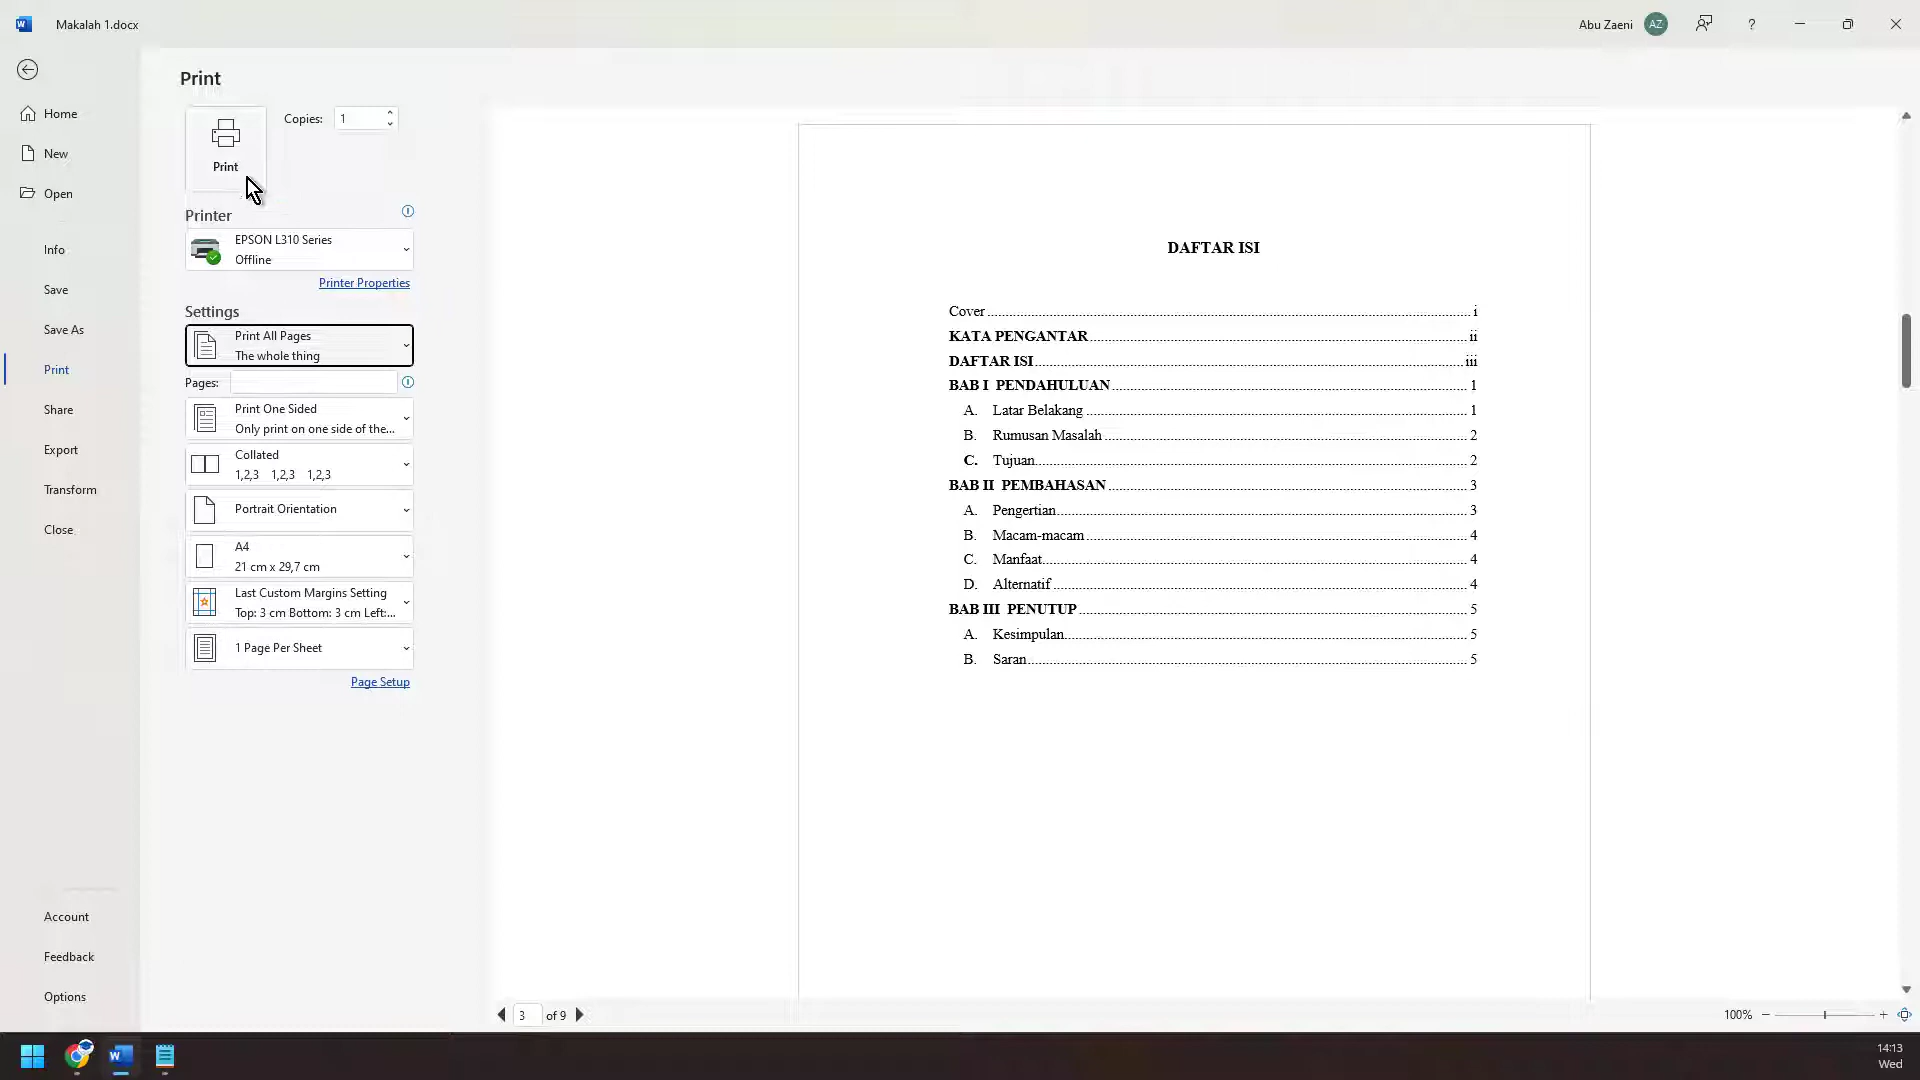 Makalah 1.docx
Abu Zaeni AZ
Print
Home
New
Open
Info
Save
Save As
Print
Share
Export
Transform
Close
Account
Feedback
Options
Print
Copies: 1
Printer
EPSON L310 Series
Offline
Printer Properties
Settings
Print All Pages
The whole thing
Pages:
Print One Sided
Only print on one side of the...
Collated
1,2,3 1,2,3 1,2,3
Portrait Orientation
A4
21 cm x 29,7 cm
Last Custom Margins Setting
Top: 3 cm Bottom: 3 cm Left:...
1 Page Per Sheet
Page Setup
DAFTAR ISI
Cover i
KATA PENGANTAR ii
DAFTAR ISI iii
BAB I PENDAHULUAN 1
A. Latar Belakang 1
B. Rumusan Masalah 2
C. Tujuan 2
BAB II PEMBAHASAN 3
A. Pengertian 3
B. Macam-macam 4
C. Manfaat 4
D. Alternatif 4
BAB III PENUTUP 5
A. Kesimpulan 5
B. Saran 5
3 of 9
100%
14:13
Wed